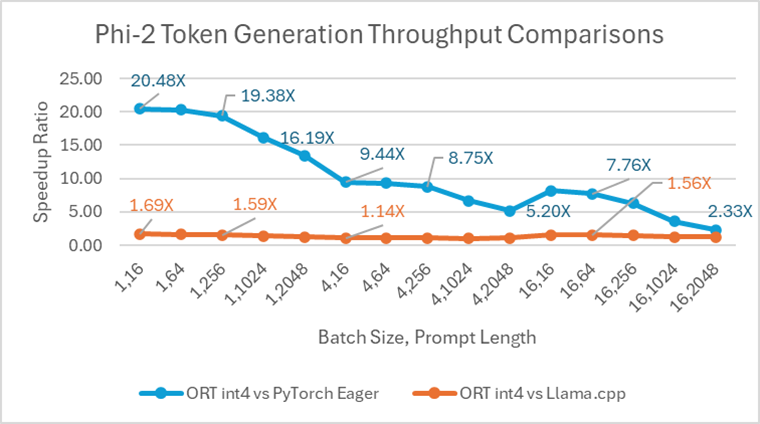 Phi-2 Token Generation Throughput Comparisons
Speedup Ratio
25.00
20.00
15.00
10.00
5.00
0.00
20.48X
19.38X
16.19X
9.44X
8.75X
5.20X
7.76X
2.33X
1.69X
1.59X
1.14X
1.56X
1,16
1,64
1,256
1,1024
1,2048
4,16
4,64
4,256
4,1024
4,2048
16,16
16,64
16,256
16,1024
16,2048
Batch Size, Prompt Length
ORT int4 vs PyTorch Eager
ORT int4 vs Llama.cpp